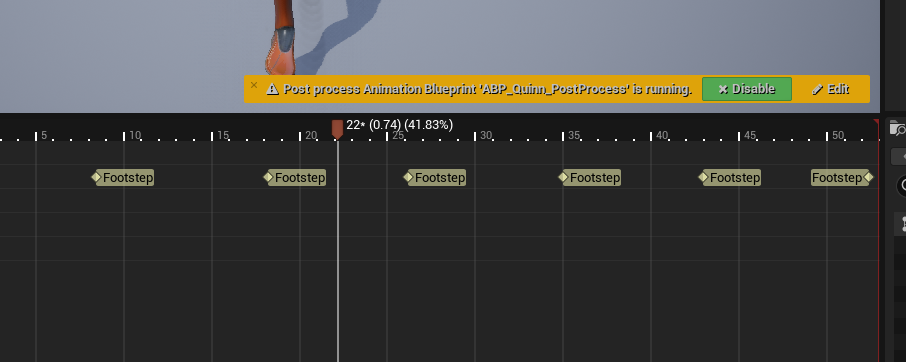 Post process Animation Blueprint 'ABP_Quinn_PostProcess' is running. Disable Edit
22* (0.74) (41.83%)
5 10 15 20 25 30 35 40 45 50
Footstep Footstep Footstep Footstep Footstep Footstep